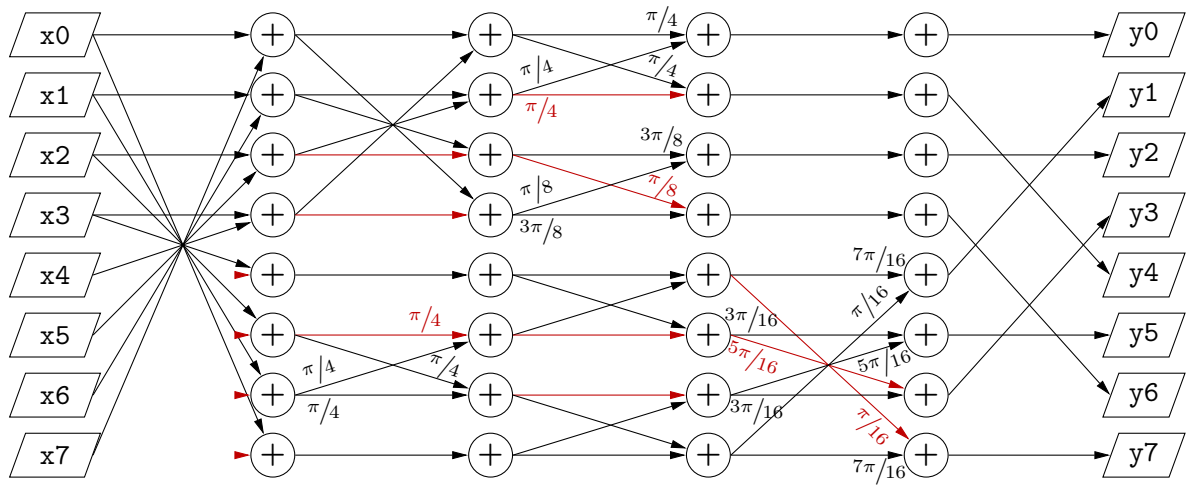 x0 + + π/4 + + y0
π/4 π/4
x1 + + + + y1
π/4
x2 + + 3π/8 + + y2
π/8 π/8
x3 + + + + y3
3π/8
x4 + + + 7π/16 + y4
π/4 3π/16 π/16
x5 + + + + y5
π/4 π/4 5π/16 5π/16
x6 + + + + y6
π/4 3π/16 π/16
x7 + + + + y7
7π/16